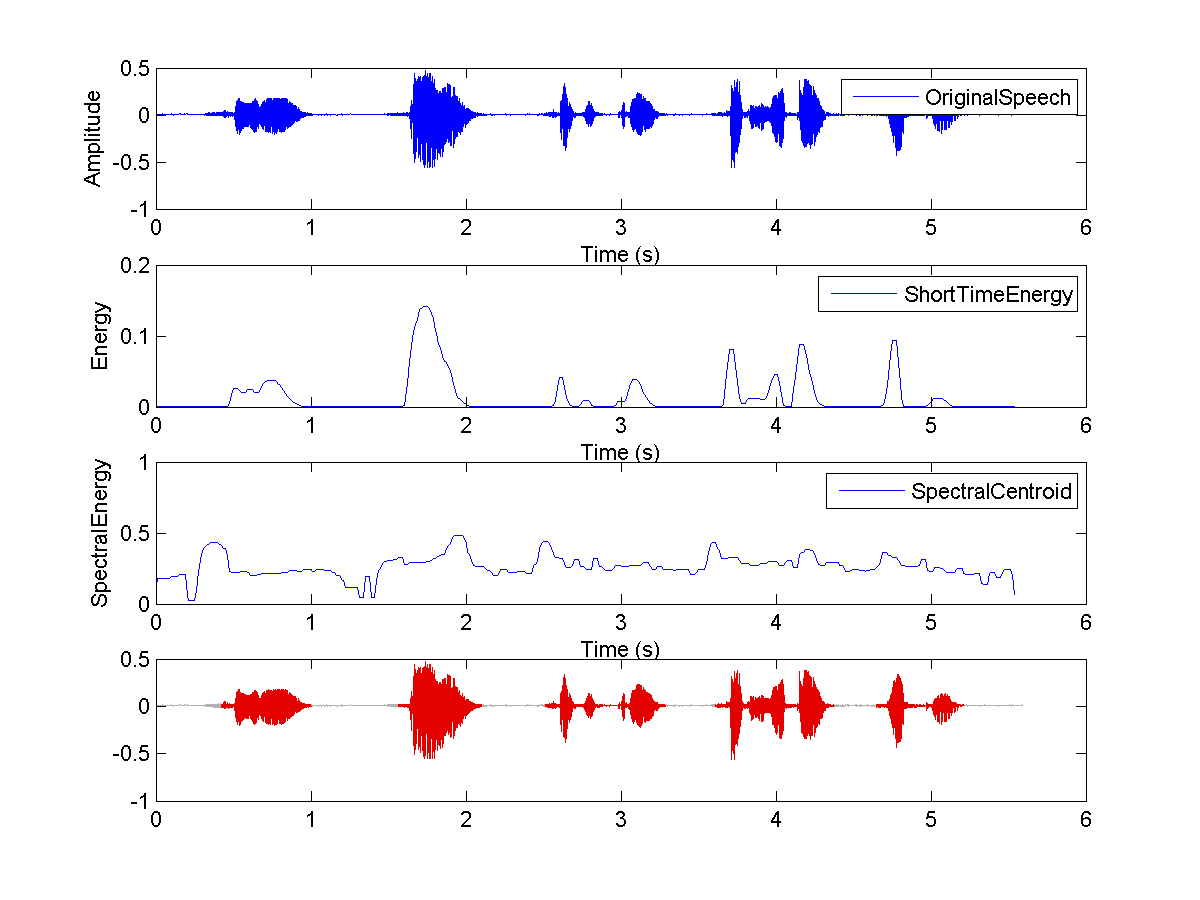 0.5
0
-0.5
-1
Amplitude
OriginalSpeech
0 1 2 3 4 5 6
Time (s)
0.2
0.1
0
Energy
ShortTimeEnergy
0 1 2 3 4 5 6
Time (s)
1
0.5
0
SpectralEnergy
SpectralCentroid
0 1 2 3 4 5 6
Time (s)
0.5
0
-0.5
-1
0 1 2 3 4 5 6